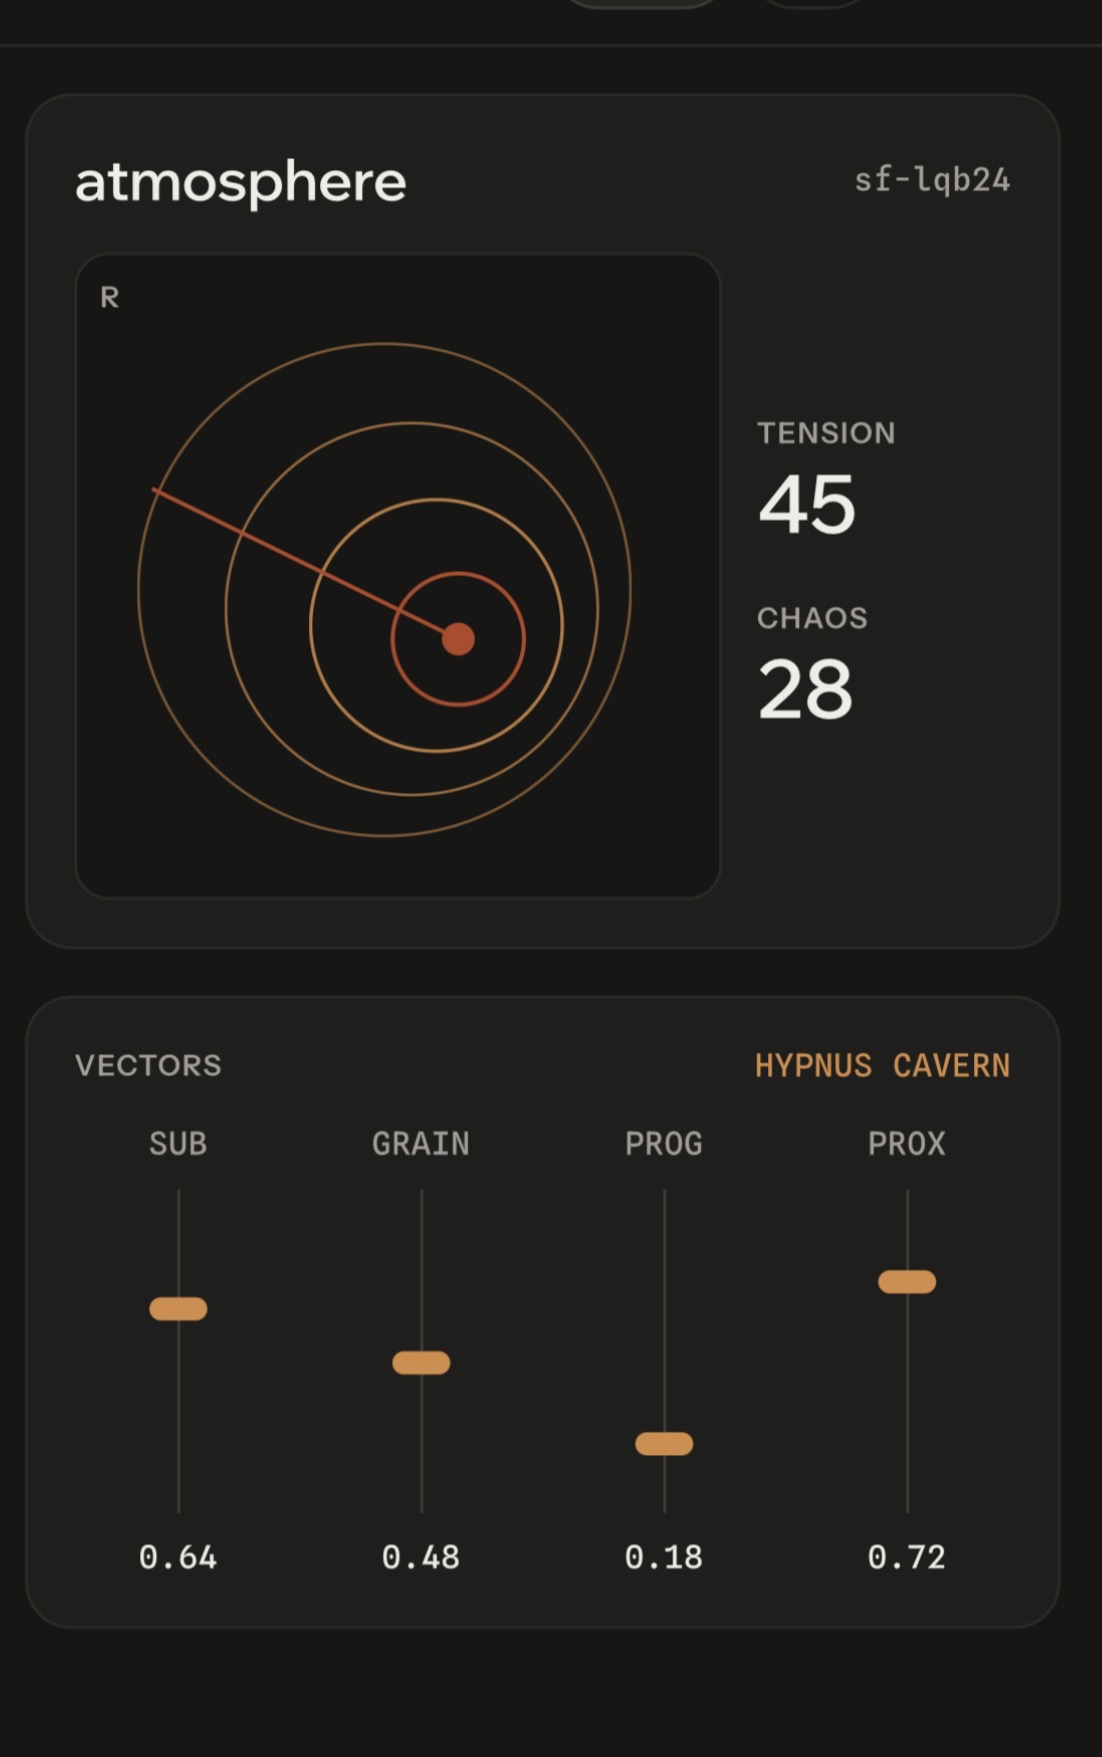 atmosphere
sf-lqb24
R
TENSION
45
CHAOS
28
VECTORS
HYPNUS CAVERN
SUB GRAIN PROG PROX
0.64 0.48 0.18 0.72